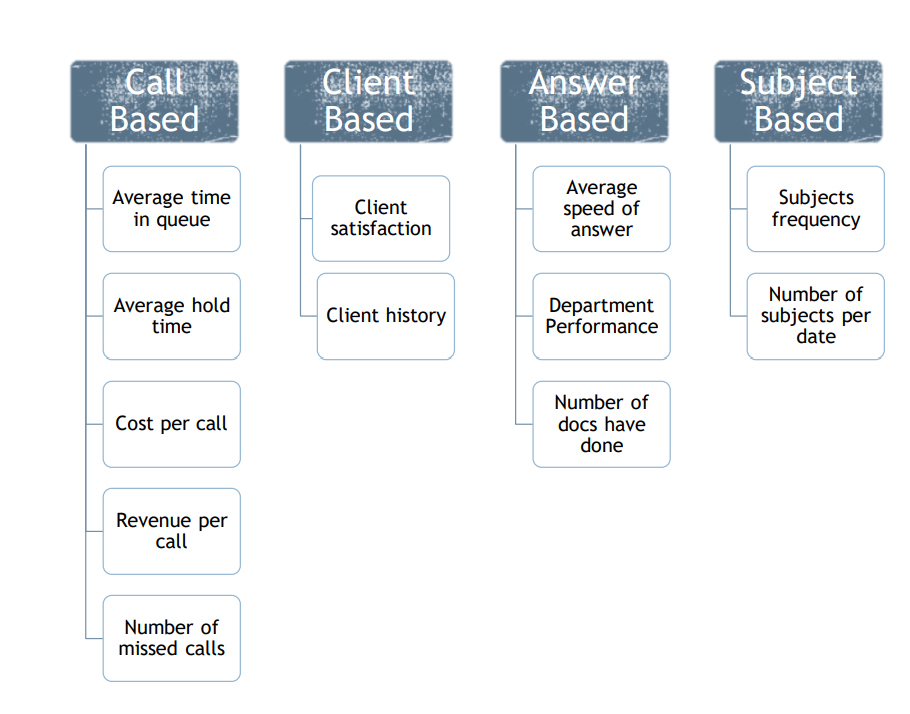 Call
Based
Average time
in queue
Average hold
time
Cost per call
Revenue per
call
Number of
missed calls
Client
Based
Client
satisfaction
Client history
Answer
Based
Average
speed of
answer
Department
Performance
Number of
docs have
done
Subject
Based
Subjects
frequency
Number of
subjects per
date